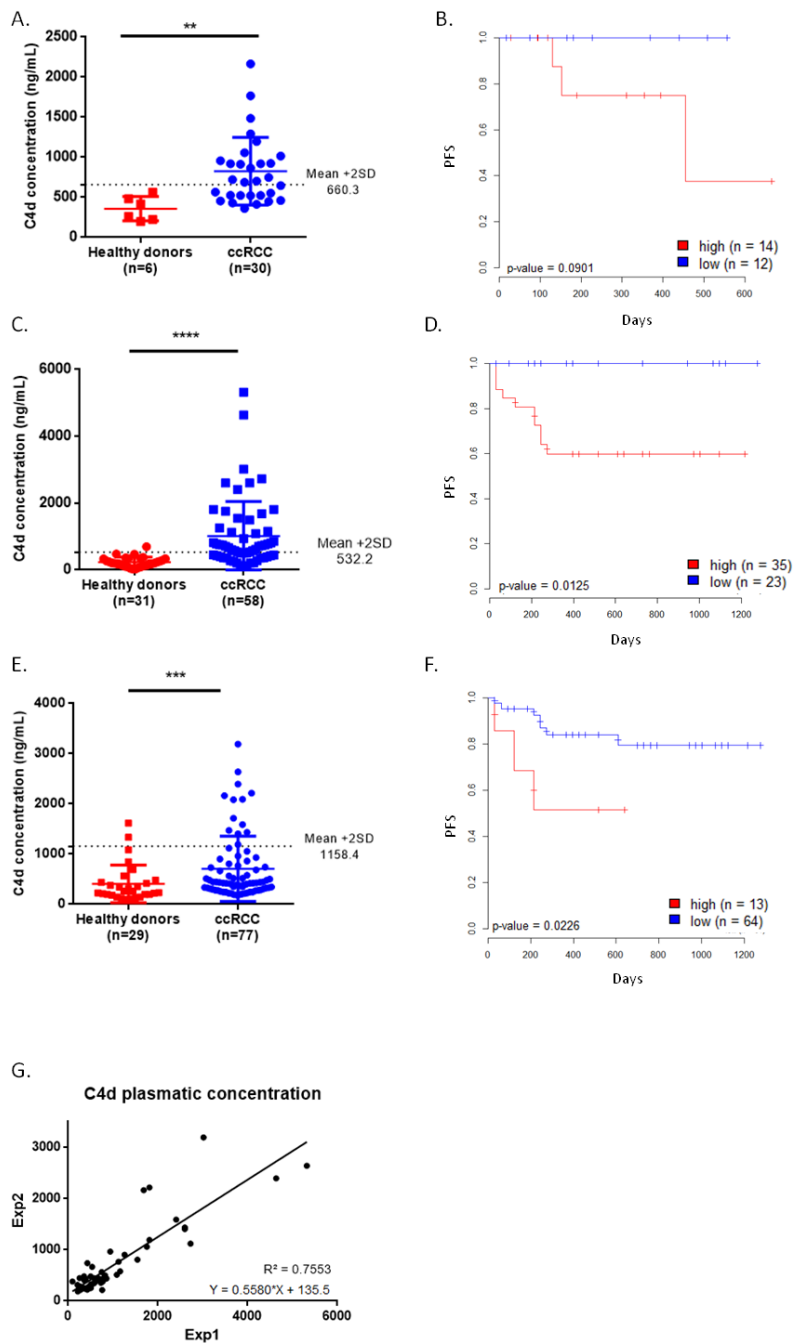 A.
**
C4d concentration (ng/mL)
2500
2000
1500
1000
500
0
Mean +2SD
660.3
Healthy donors
(n=6)
ccRCC
(n=30)
B.
PFS
1.0
0.8
0.6
0.4
0.2
0.0
p-value = 0.0901
high (n = 14)
low (n = 12)
0 100 200 300 400 500 600
Days
C.
****
C4d concentration (ng/mL)
6000
4000
2000
0
Mean +2SD
532.2
Healthy donors
(n=31)
ccRCC
(n=58)
D.
PFS
1.0
0.8
0.6
0.4
0.2
0.0
p-value = 0.0125
high (n = 35)
low (n = 23)
0 200 400 600 800 1000 1200
Days
E.
***
C4d concentration (ng/mL)
4000
3000
2000
1000
0
Mean +2SD
1158.4
Healthy donors
(n=29)
ccRCC
(n=77)
F.
PFS
1.0
0.8
0.6
0.4
0.2
0.0
p-value = 0.0226
high (n = 13)
low (n = 64)
0 200 400 600 800 1000 1200
Days
G.
C4d plasmatic concentration
Exp2
3000
2000
1000
0
R² = 0.7553
Y = 0.5580*X + 135.5
0 2000 4000 6000
Exp1